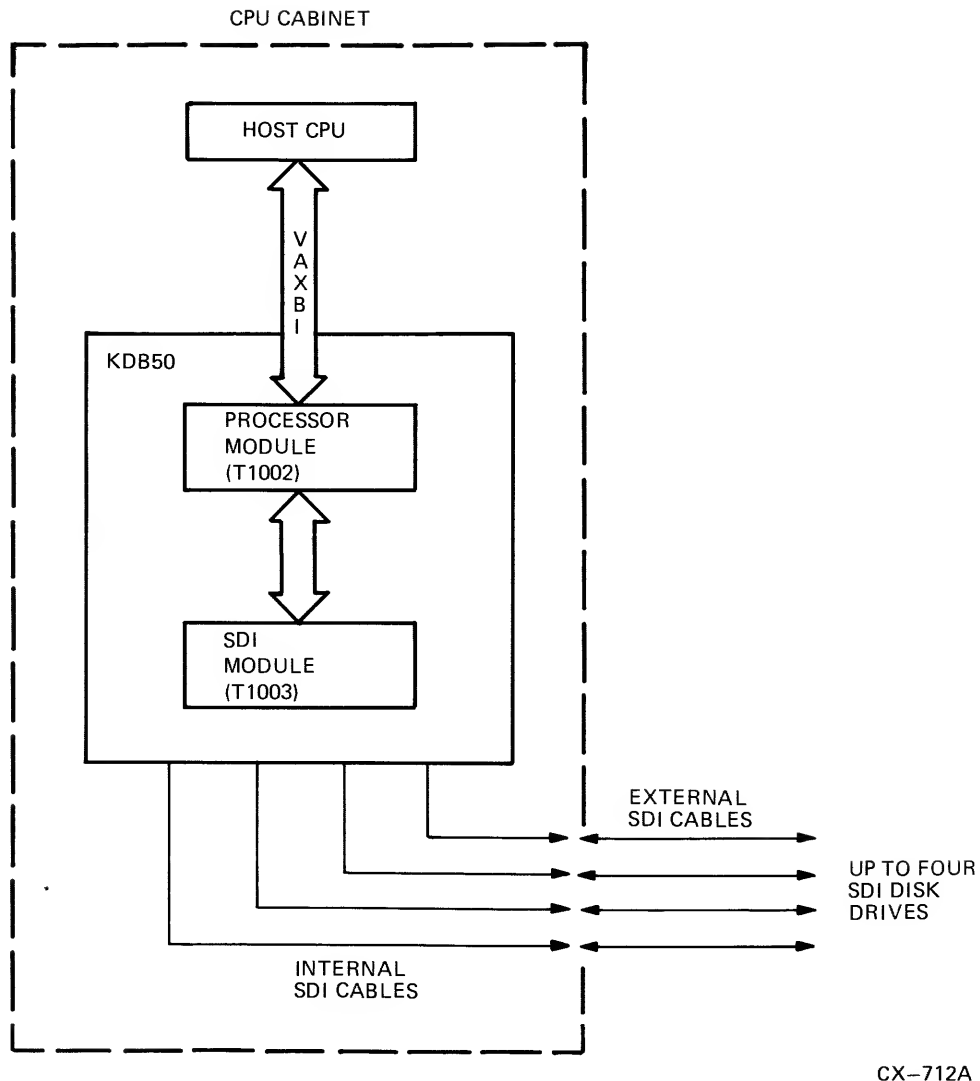 CPU CABINET
HOST CPU
VAXBI
KDB50
PROCESSOR
MODULE
(T1002)
SDI
MODULE
(T1003)
EXTERNAL
SDI CABLES
UP TO FOUR
SDI DISK
DRIVES
INTERNAL
SDI CABLES
CX–712A